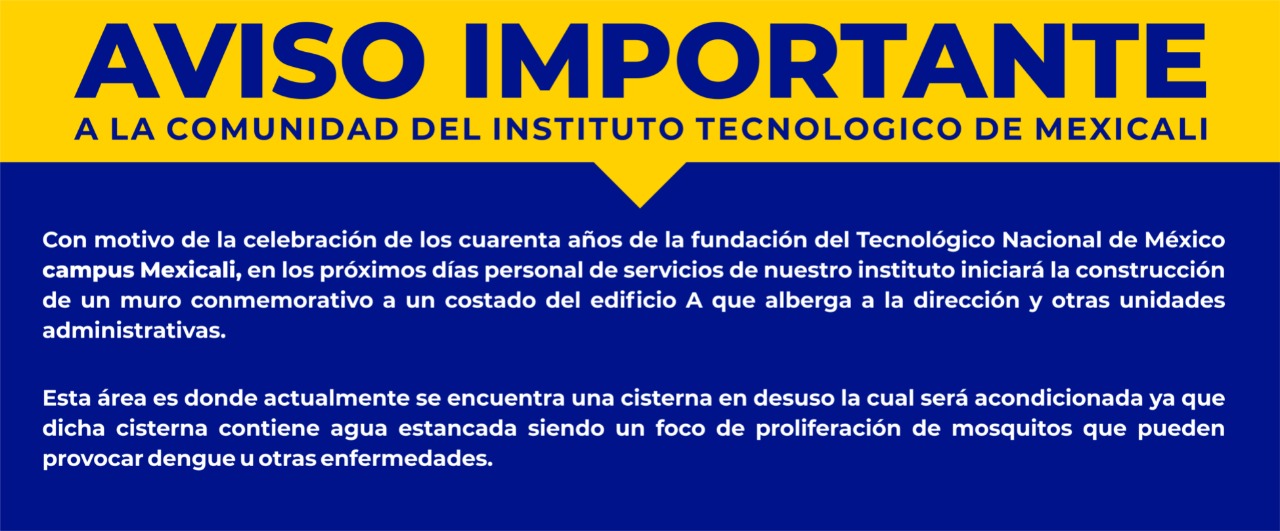 AVISO IMPORTANTE
A LA COMUNIDAD DEL INSTITUTO TECNOLOGICO DE MEXICALI
Con motivo de la celebración de los cuarenta años de la fundación del Tecnológico Nacional de México
campus Mexicali, en los próximos días personal de servicios de nuestro instituto iniciará la construcción
de un muro conmemorativo a un costado del edificio A que alberga a la dirección y otras unidades
administrativas.
Esta área es donde actualmente se encuentra una cisterna en desuso la cual será acondicionada ya que
dicha cisterna contiene agua estancada siendo un foco de proliferación de mosquitos que pueden
provocar dengue u otras enfermedades.